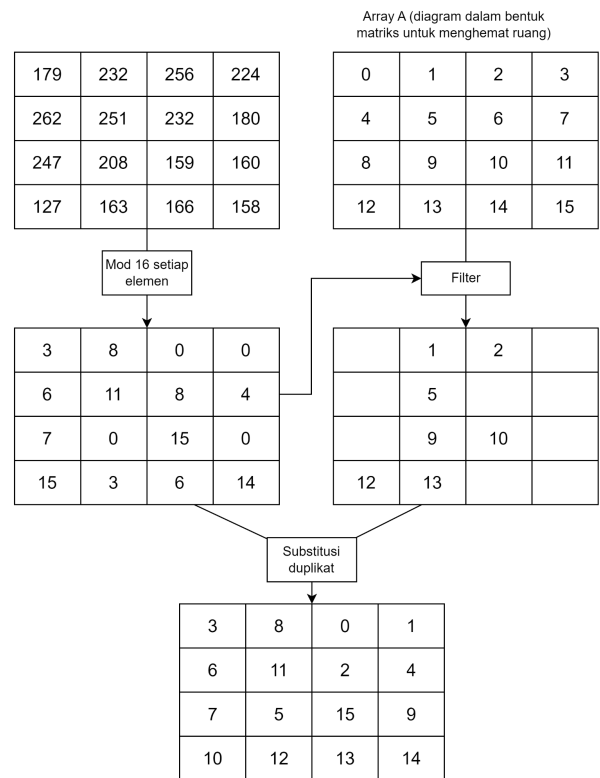 Array A (diagram dalam bentuk
matriks untuk menghemat ruang)
179 232 256 224
262 251 232 180
247 208 159 160
127 163 166 158
0 1 2 3
4 5 6 7
8 9 10 11
12 13 14 15
Mod 16 setiap
elemen
Filter
3 8 0 0
6 11 8 4
7 0 15 0
15 3 6 14
1 2
5
9 10
12 13
Substitusi
duplikat
3 8 0 1
6 11 2 4
7 5 15 9
10 12 13 14